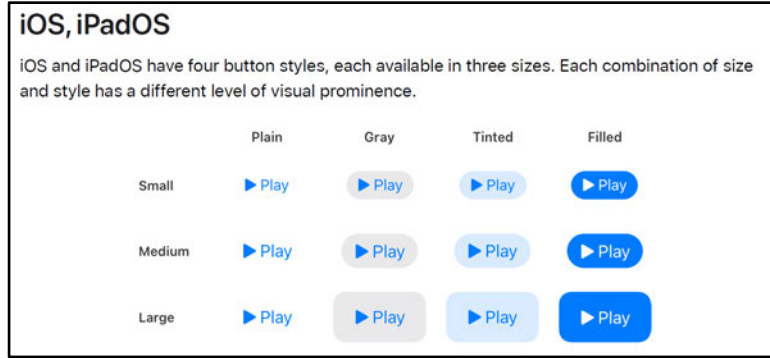 iOS, iPadOS
iOS and iPadOS have four button styles, each available in three sizes. Each combination of size
and style has a different level of visual prominence.
Plain Gray Tinted Filled
Small Play Play Play Play
Medium Play Play Play Play
Large Play Play Play Play